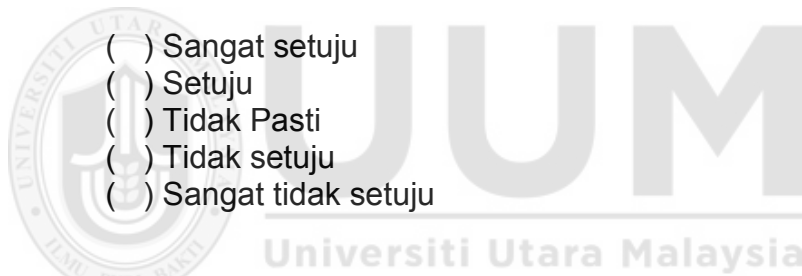 ( ) Sangat setuju
( ) Setuju
( ) Tidak Pasti
( ) Tidak setuju
( ) Sangat tidak setuju
UUM
Universiti Utara Malaysia